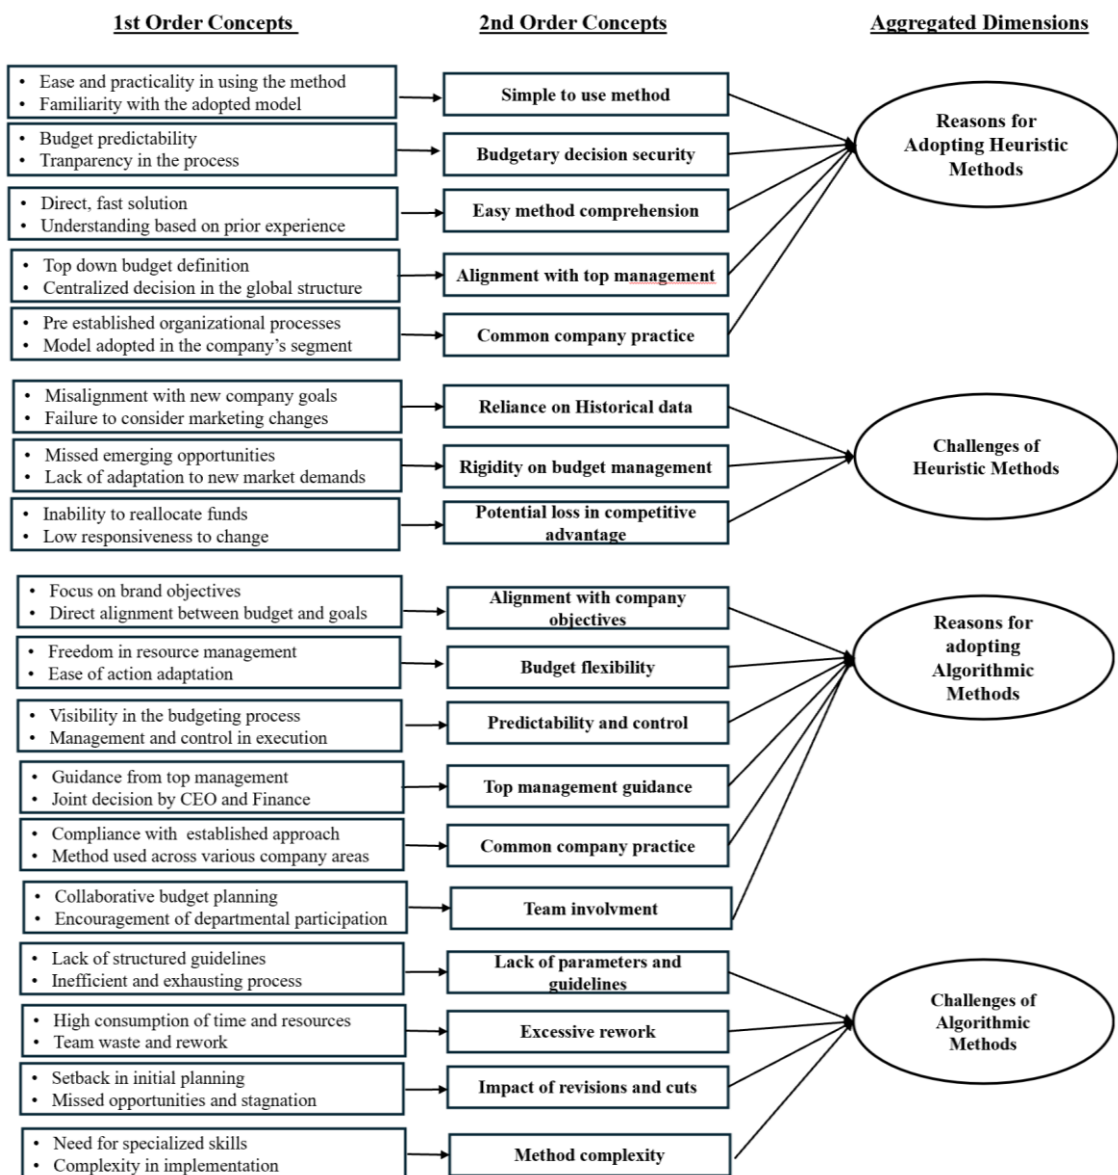 1st Order Concepts
2nd Order Concepts
Aggregated Dimensions
• Ease and practicality in using the method
• Familiarity with the adopted model
Simple to use method
• Budget predictability
• Tranparency in the process
Budgetary decision security
• Direct, fast solution
• Understanding based on prior experience
Easy method comprehension
• Top down budget definition
• Centralized decision in the global structure
Alignment with top management
• Pre established organizational processes
• Model adopted in the company's segment
Common company practice
Reasons for
Adopting Heuristic
Methods
• Misalignment with new company goals
• Failure to consider marketing changes
Reliance on Historical data
• Missed emerging opportunities
• Lack of adaptation to new market demands
Rigidity on budget management
• Inability to reallocate funds
• Low responsiveness to change
Potential loss in competitive
advantage
Challenges of
Heuristic Methods
• Focus on brand objectives
• Direct alignment between budget and goals
Alignment with company
objectives
• Freedom in resource management
• Ease of action adaptation
Budget flexibility
• Visibility in the budgeting process
• Management and control in execution
Predictability and control
• Guidance from top management
• Joint decision by CEO and Finance
Top management guidance
• Compliance with established approach
• Method used across various company areas
Common company practice
• Collaborative budget planning
• Encouragement of departmental participation
Team involvment
Reasons for
adopting
Algorithmic
Methods
• Lack of structured guidelines
• Inefficient and exhausting process
Lack of parameters and
guidelines
• High consumption of time and resources
• Team waste and rework
Excessive rework
• Setback in initial planning
• Missed opportunities and stagnation
Impact of revisions and cuts
• Need for specialized skills
• Complexity in implementation
Method complexity
Challenges of
Algorithmic
Methods